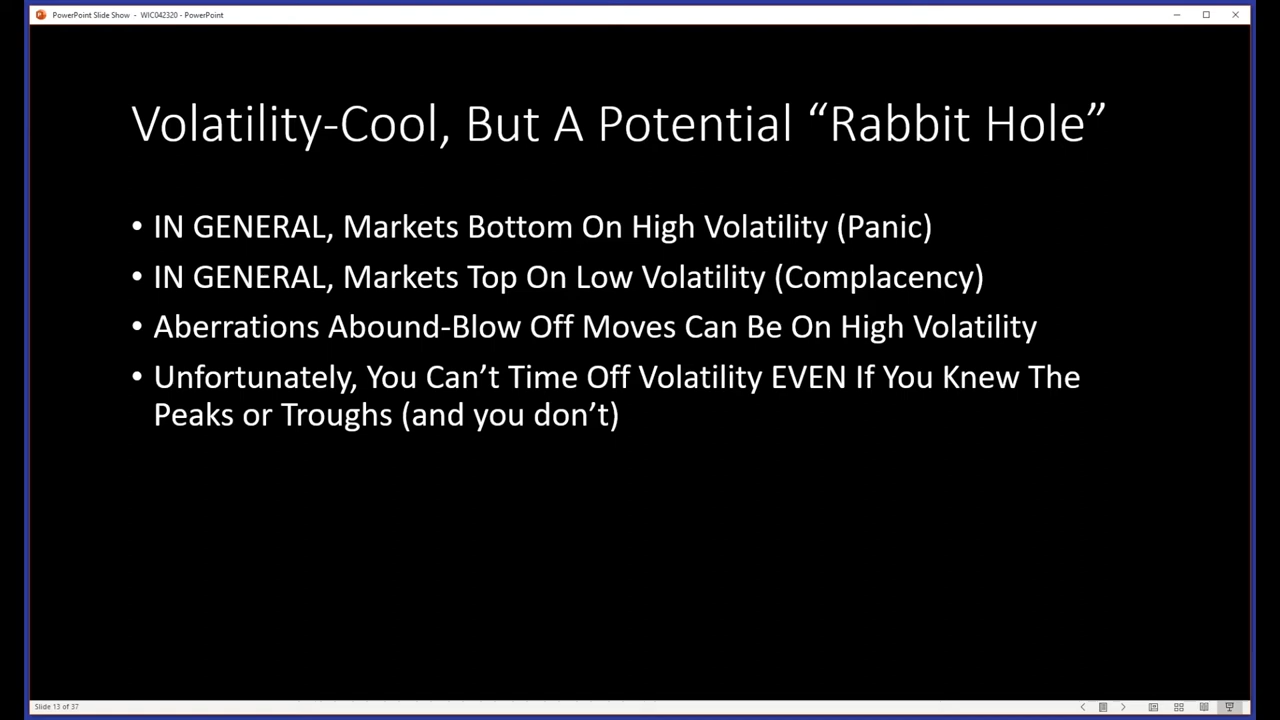 PowerPoint Slide Show - WIC042320 - PowerPoint
Volatility-Cool, But A Potential “Rabbit Hole”
• IN GENERAL, Markets Bottom On High Volatility (Panic)
• IN GENERAL, Markets Top On Low Volatility (Complacency)
• Aberrations Abound-Blow Off Moves Can Be On High Volatility
• Unfortunately, You Can’t Time Off Volatility EVEN If You Knew The
Peaks or Troughs (and you don’t)
Slide 13 of 37